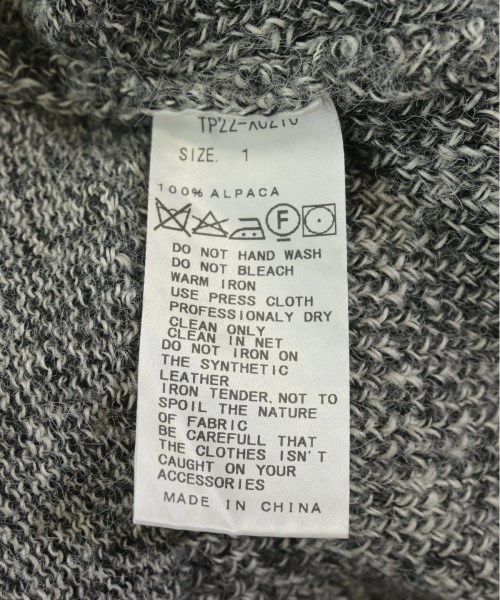 SIZE. 1
100% ALPACA
F
DO NOT HAND WASH
DO NOT BLEACH
WARM IRON
USE PRESS CLOTH
PROFESSIONALY DRY
CLEAN ONLY
CLEAN IN NET
DO NOT IRON ON
THE SYNTHETIC
LEATHER
IRON TENDER.NOT TO
SPOIL THE NATURE
OF FABRIC
BE CAREFULL THAT
THE CLOTHES ISN'T
CAUGHT ON YOUR
ACCESSORIES
MADE IN CHINA